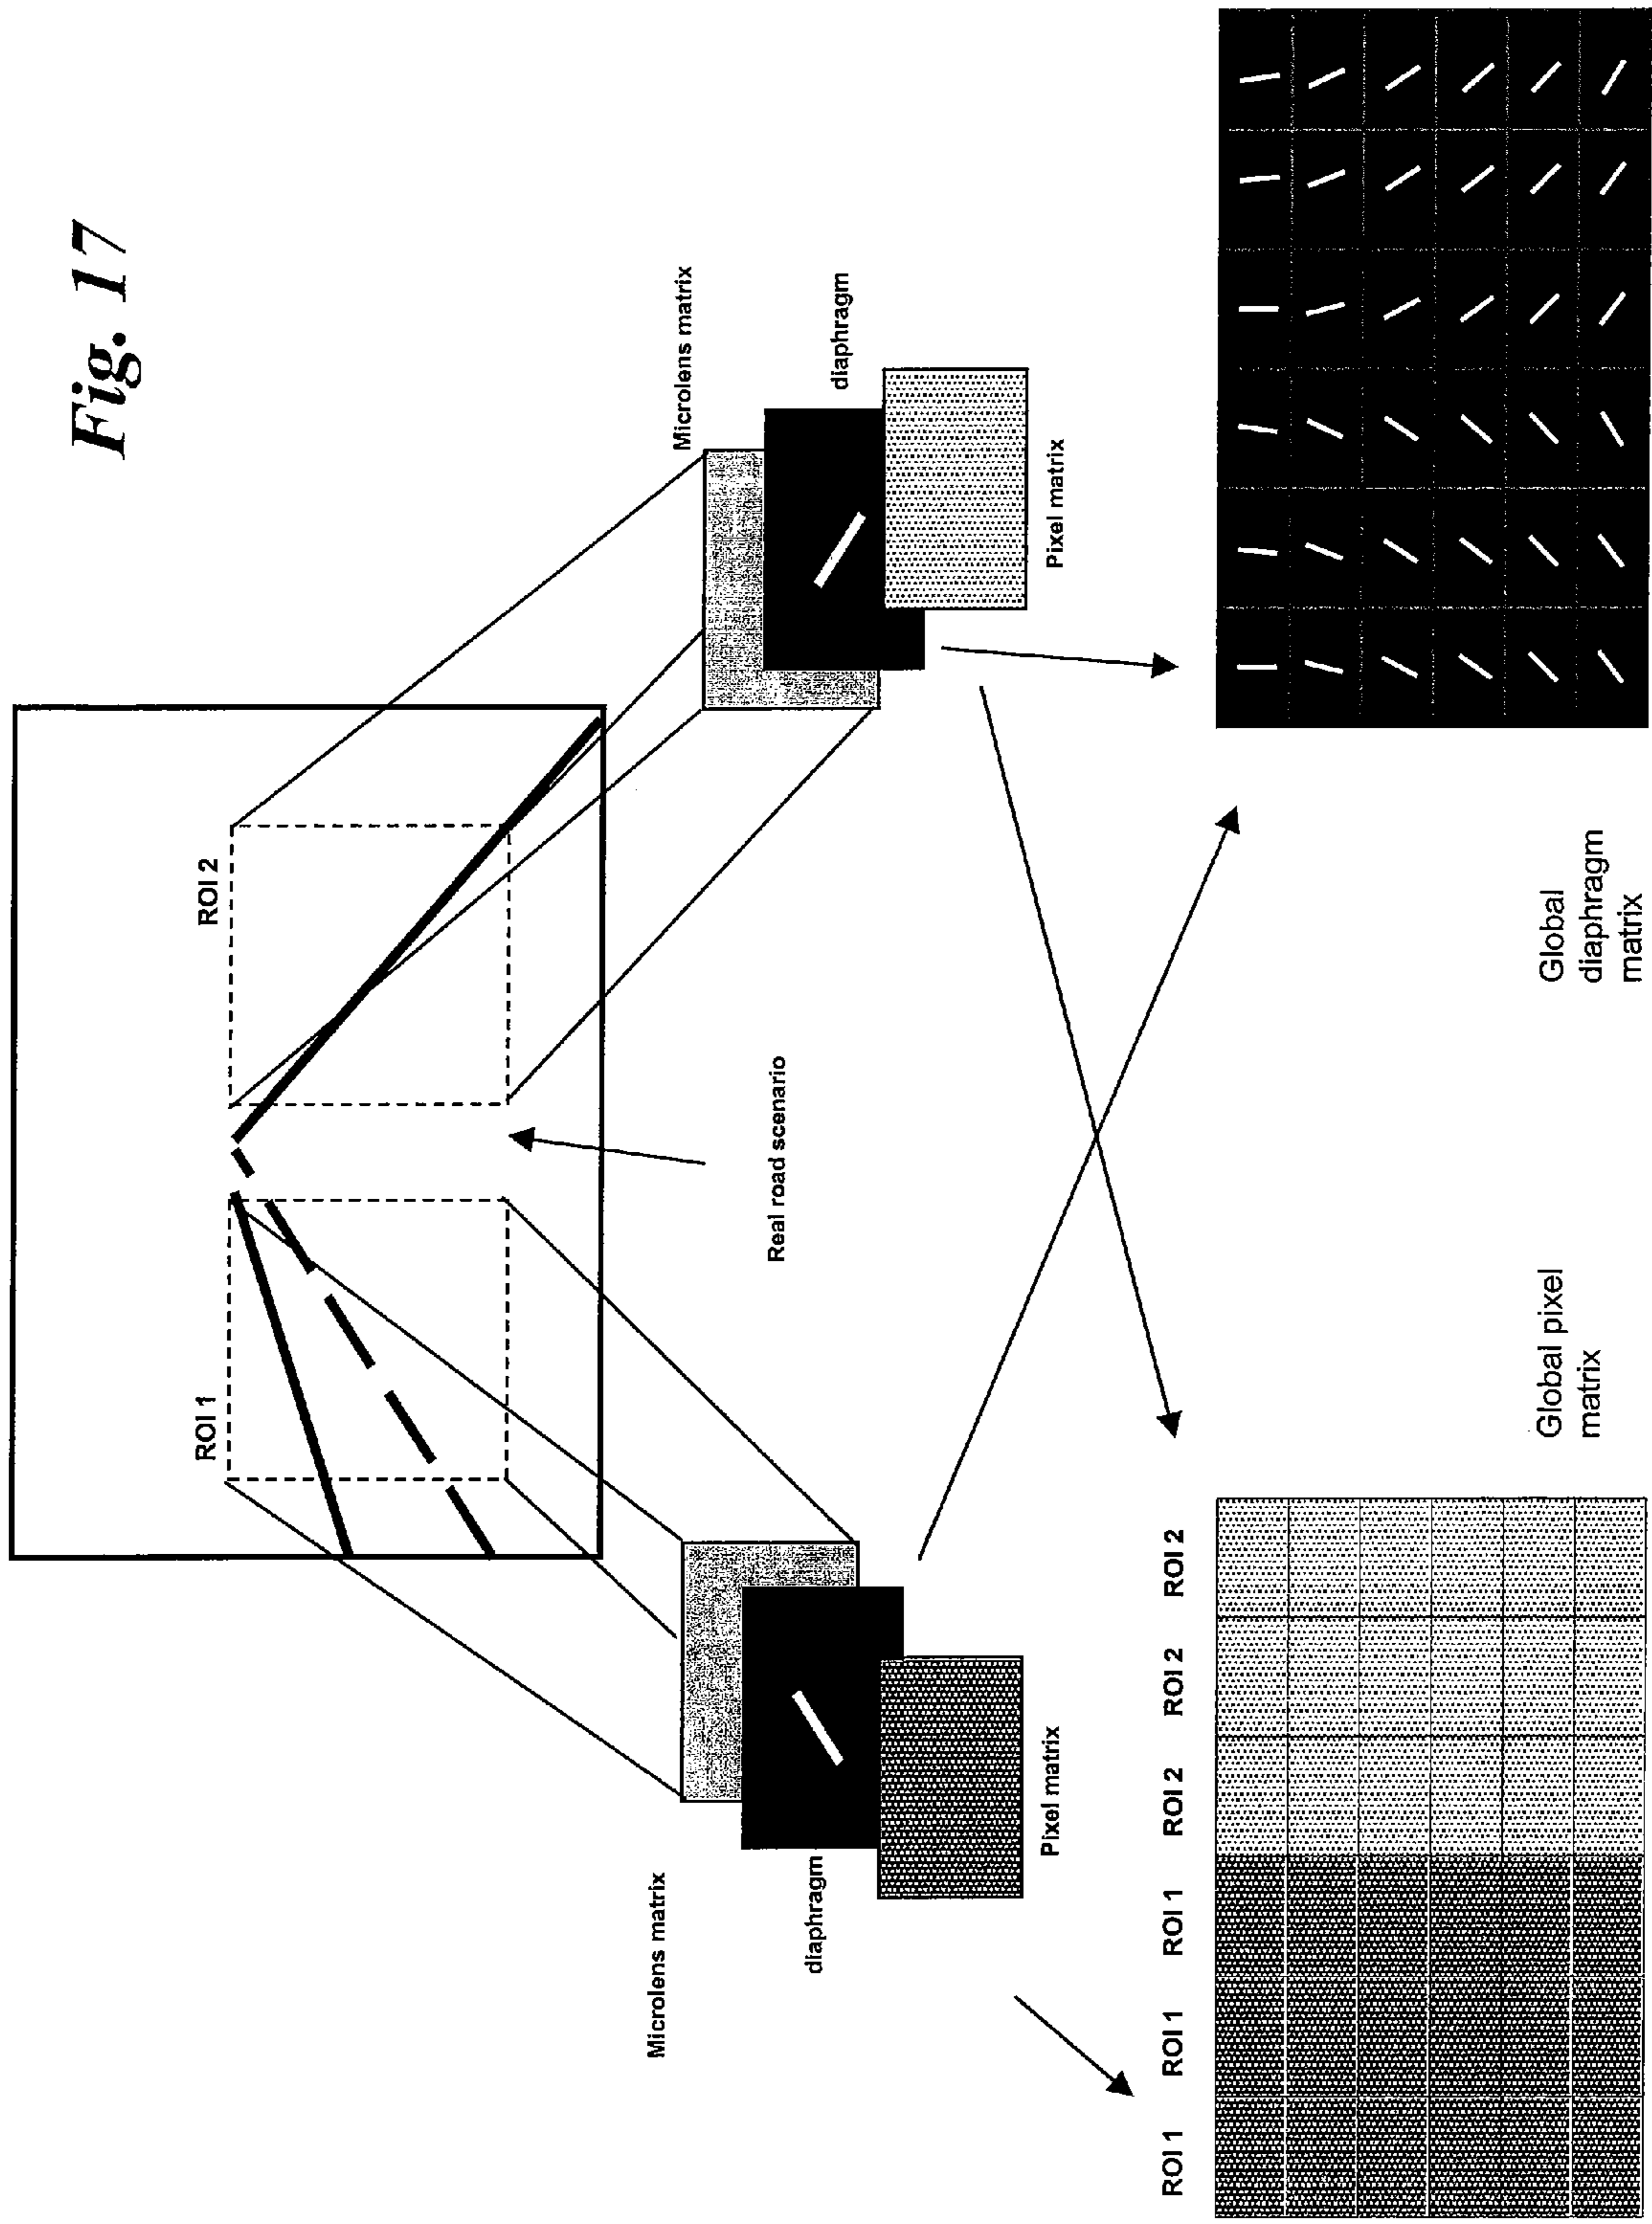 Fig. 17
ROI 1
ROI 2
Real road scenario
Microlens matrix
diaphragm
Pixel matrix
Microlens matrix
diaphragm
Pixel matrix
ROI 1 ROI 1 ROI 1 ROI 2 ROI 2 ROI 2
Global pixel
matrix
Global
diaphragm
matrix